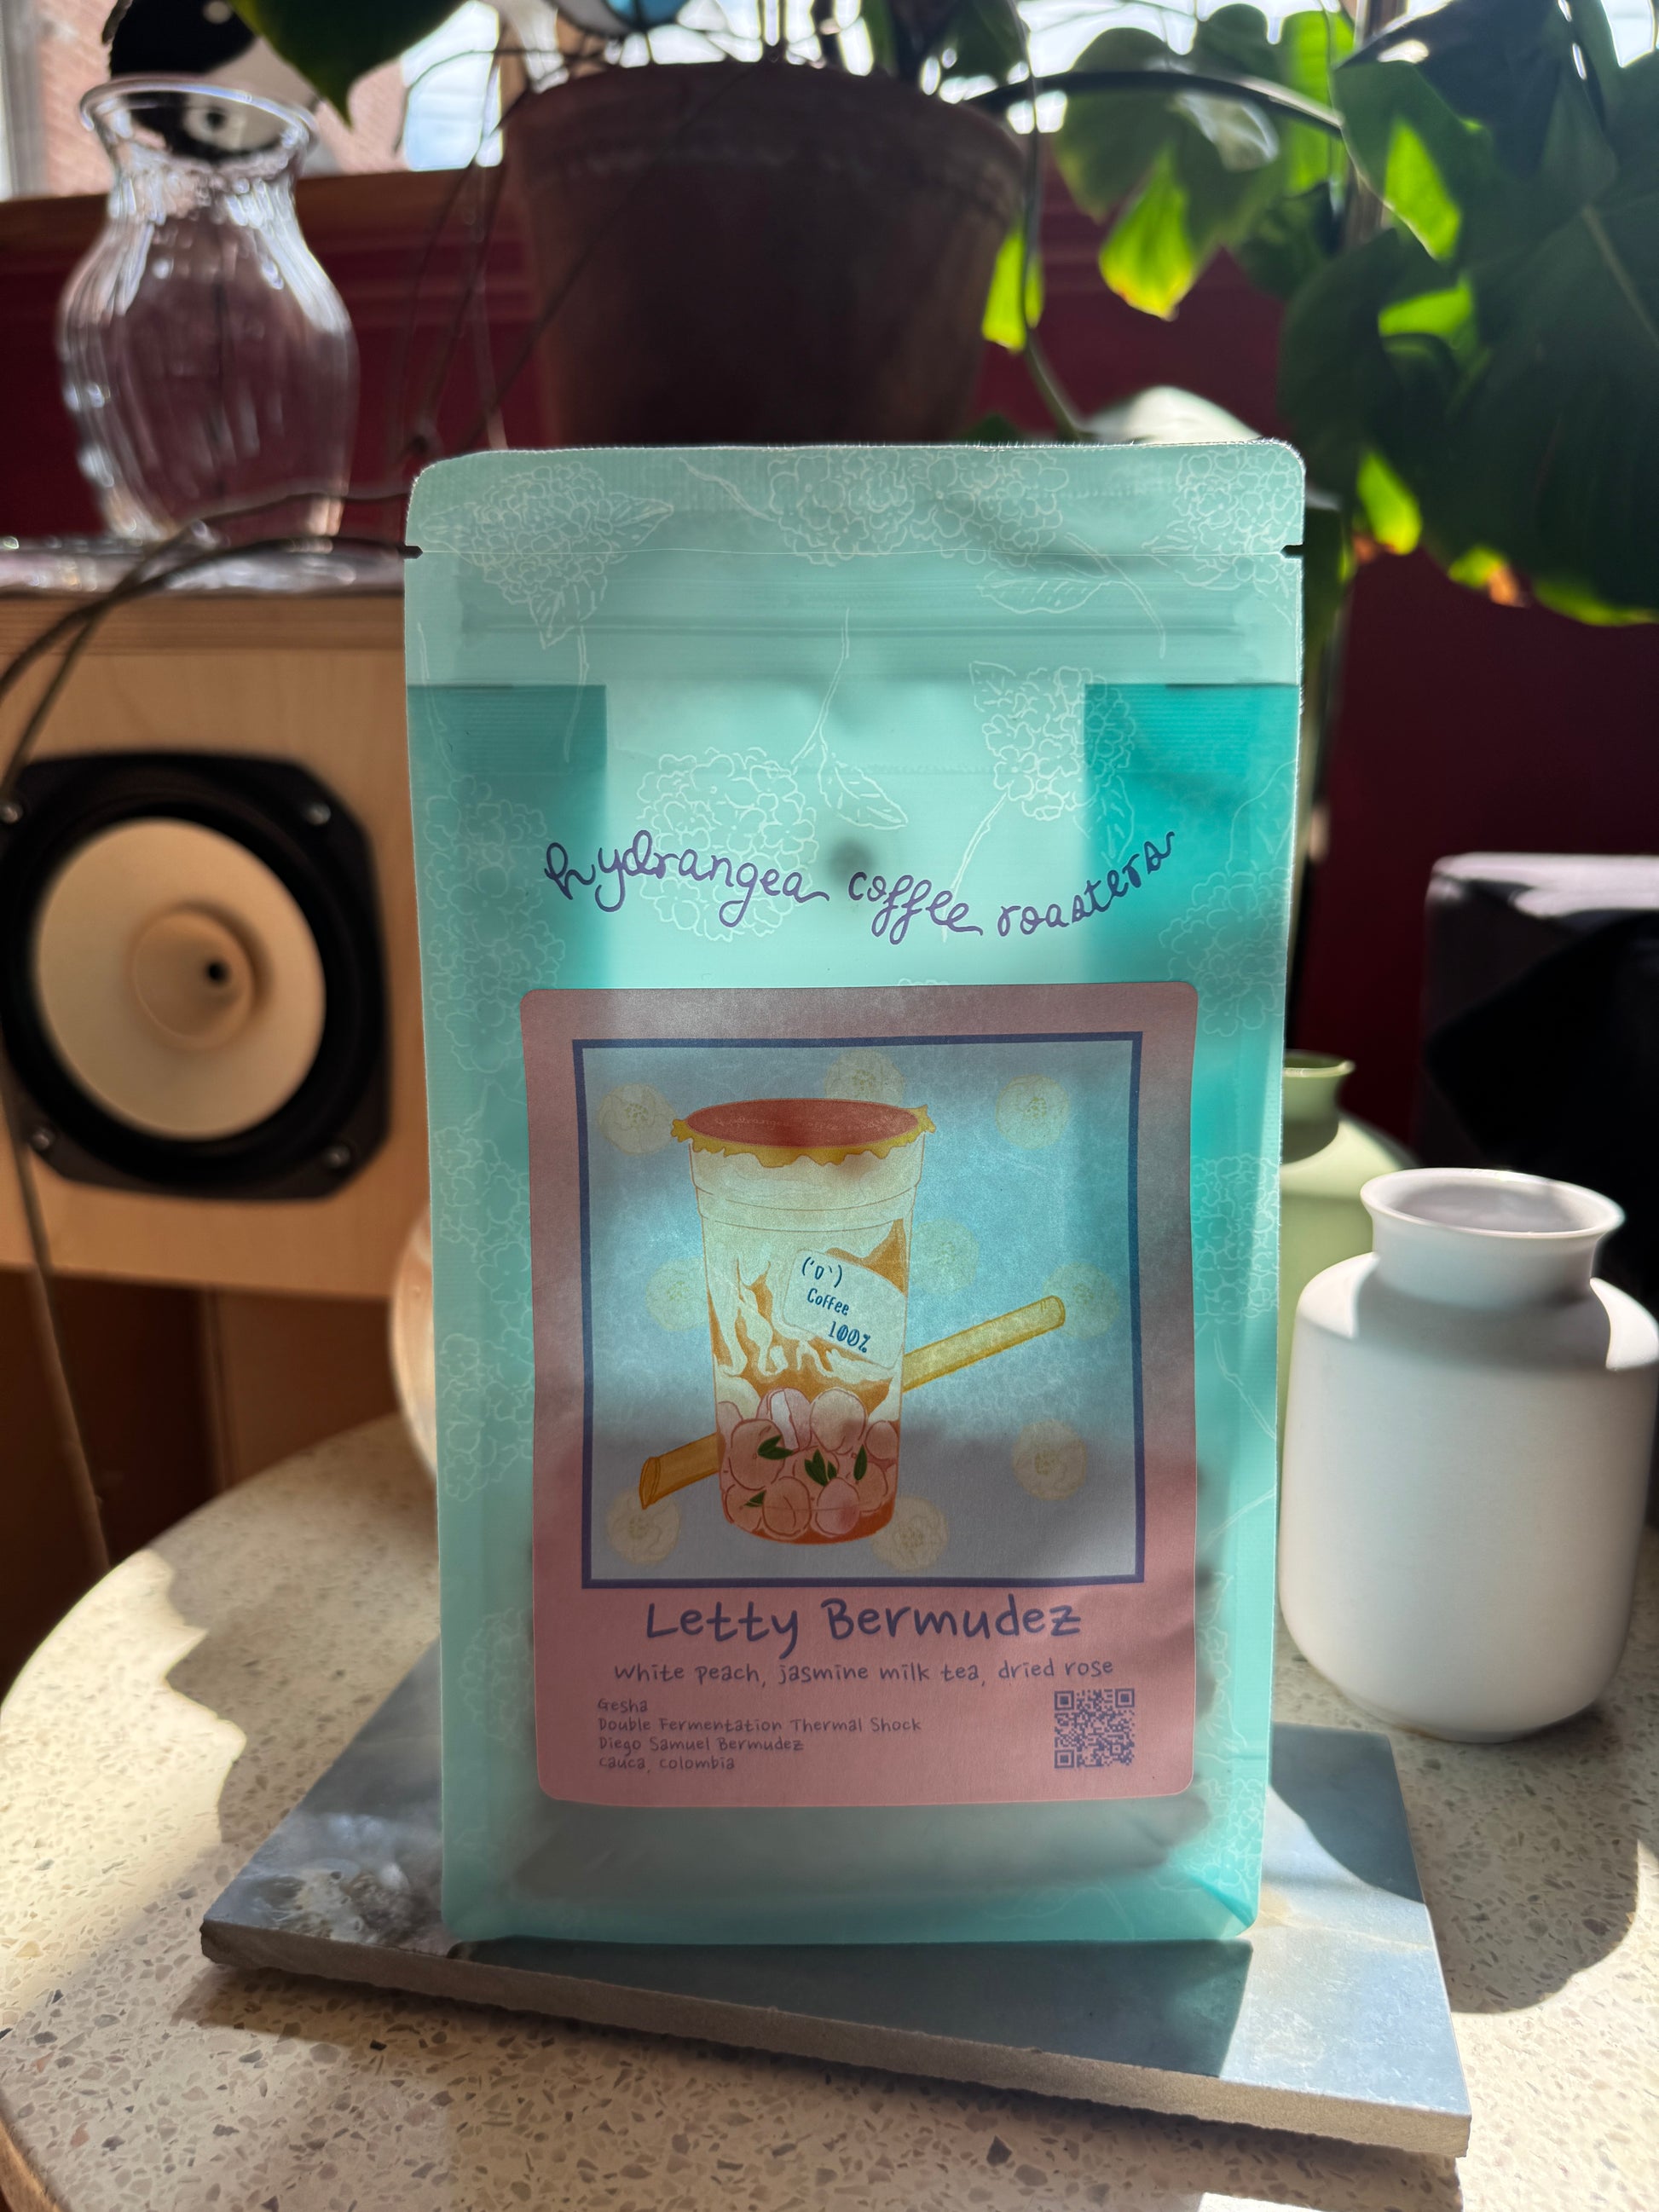 hydrangea coffee roasters
('o`)
Coffee
100%
Letty Bermudez
white peach, jasmine milk tea, dried rose
Gesha
Double Fermentation Thermal Shock
Diego Samuel Bermudez
Cauca, Colombia